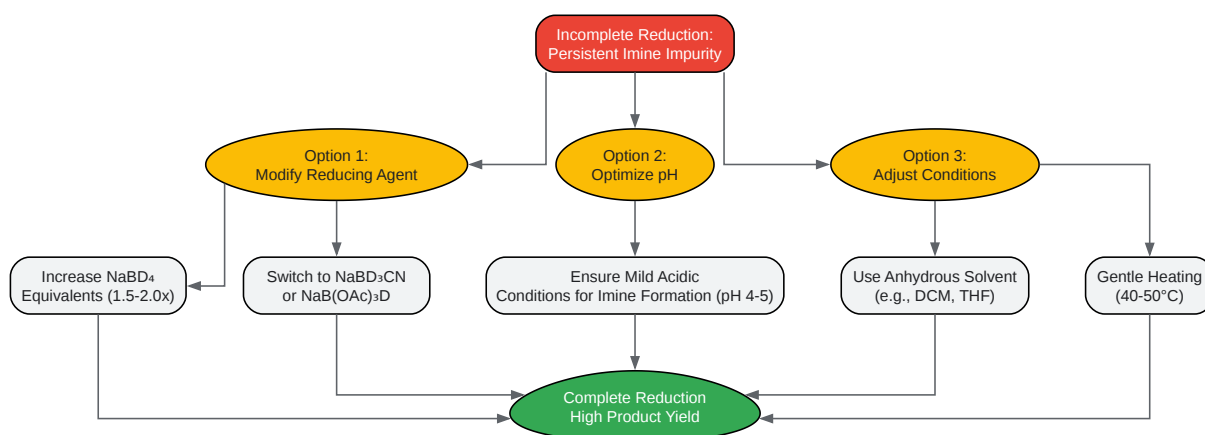 Incomplete Reduction:
Persistent Imine Impurity
Option 1:
Modify Reducing Agent
Option 2:
Optimize pH
Option 3:
Adjust Conditions
Increase NaBD₄
Equivalents (1.5-2.0x)
Switch to NaBD₃CN
or NaB(OAc)₃D
Ensure Mild Acidic
Conditions for Imine Formation (pH 4-5)
Use Anhydrous Solvent
(e.g., DCM, THF)
Gentle Heating
(40-50°C)
Complete Reduction
High Product Yield